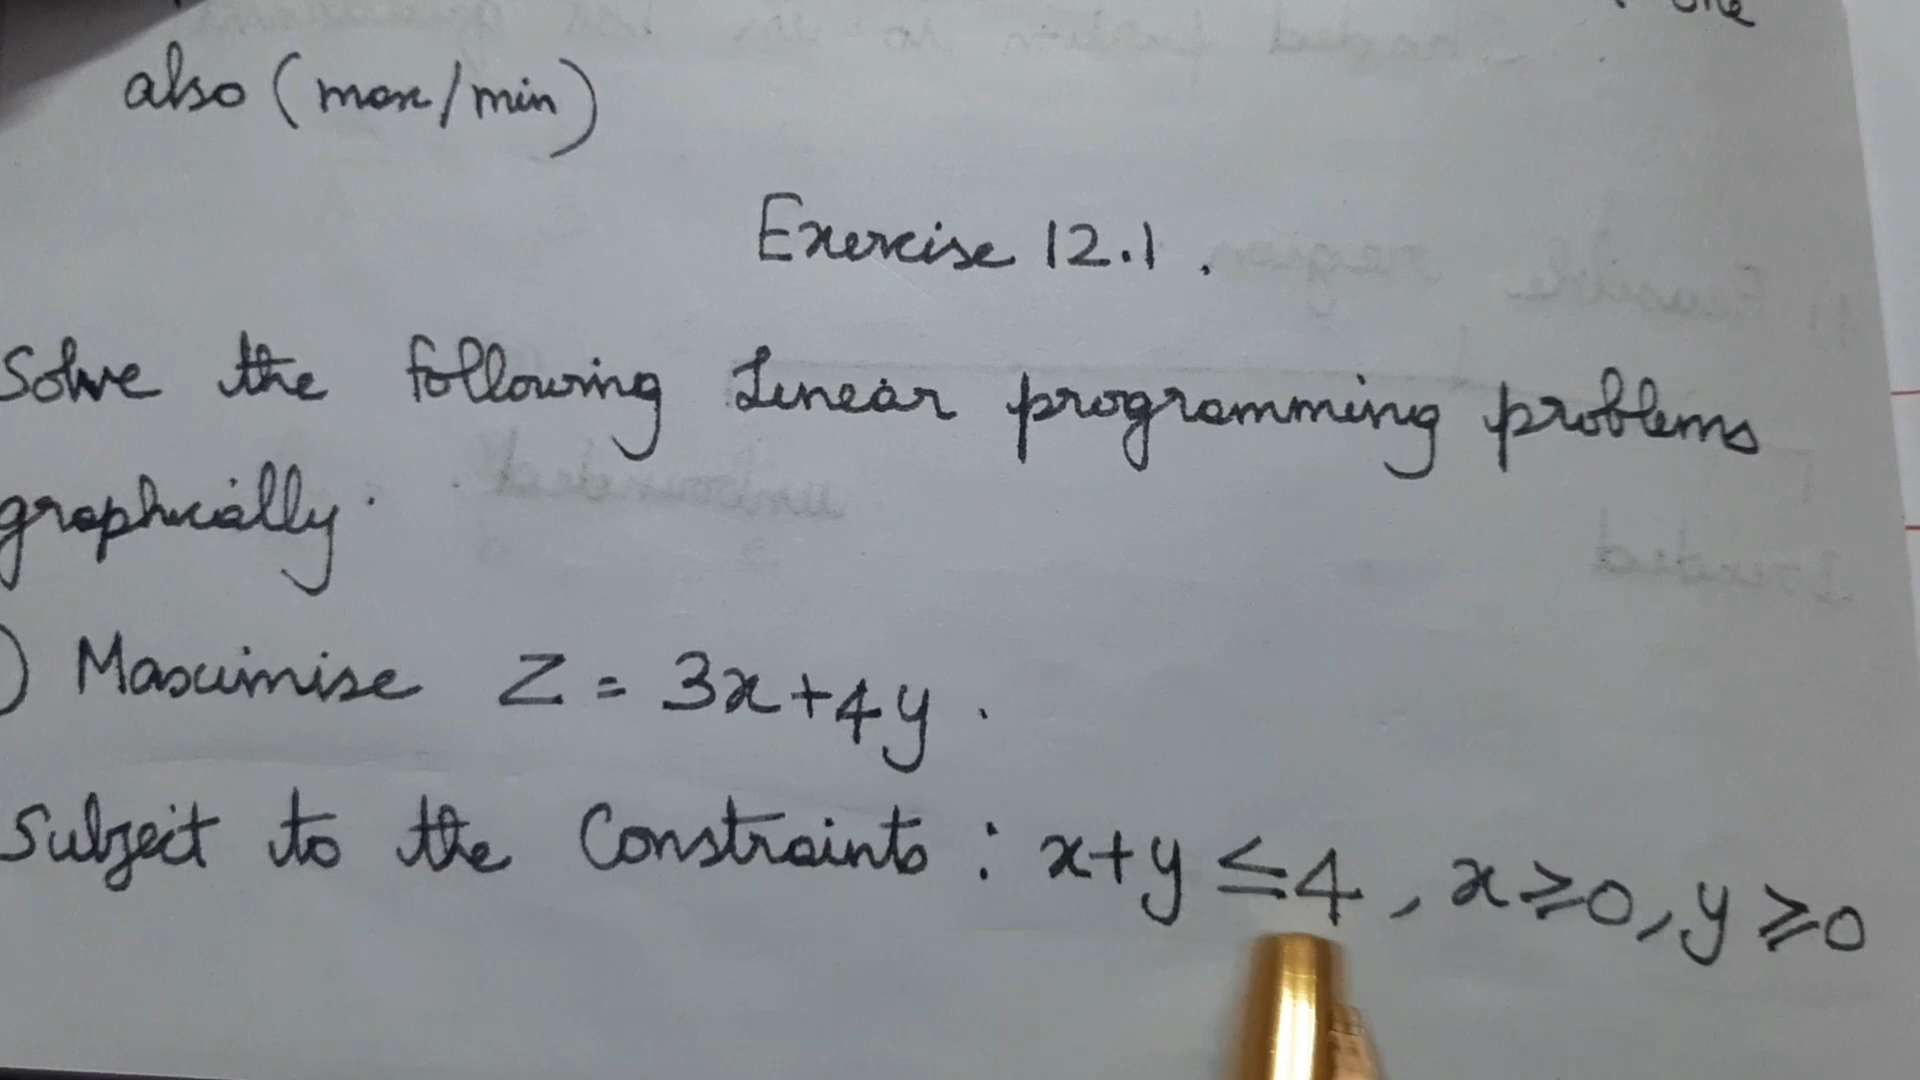 one
also (max/min)
Exercise 12.1.
Solve the following Linear programming problems
graphically.
) Maximise Z = 3x+4y.
Subject to the Constraints : x+y ≤ 4, x ⩾ 0, y ⩾ 0